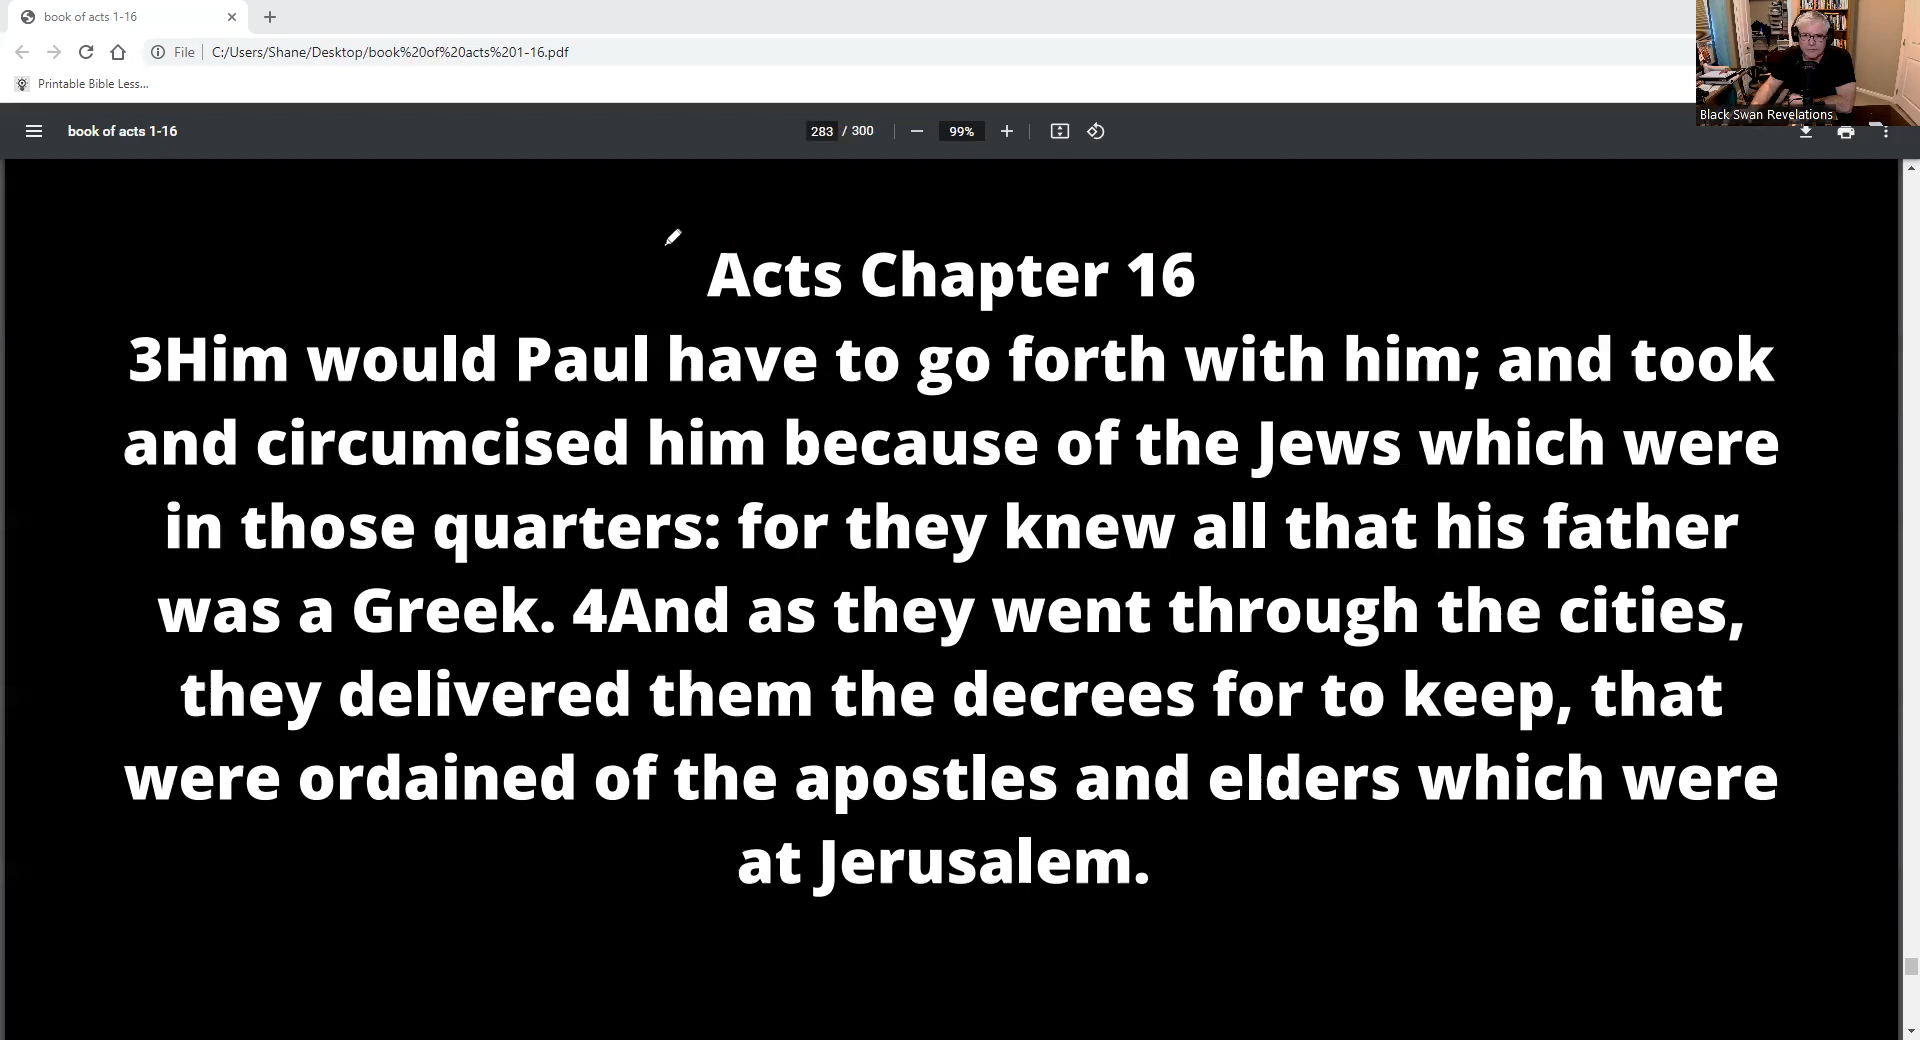 book of acts 1-16
File
C:/Users/Shane/Desktop/book%20of%20acts%201-16.pdf
Printable Bible Less...
Black Swan Revelations
book of acts 1-16
283 / 300
99%
Acts Chapter 16
3Him would Paul have to go forth with him; and took
and circumcised him because of the Jews which were
in those quarters: for they knew all that his father
was a Greek. 4And as they went through the cities,
they delivered them the decrees for to keep, that
were ordained of the apostles and elders which were
at Jerusalem.